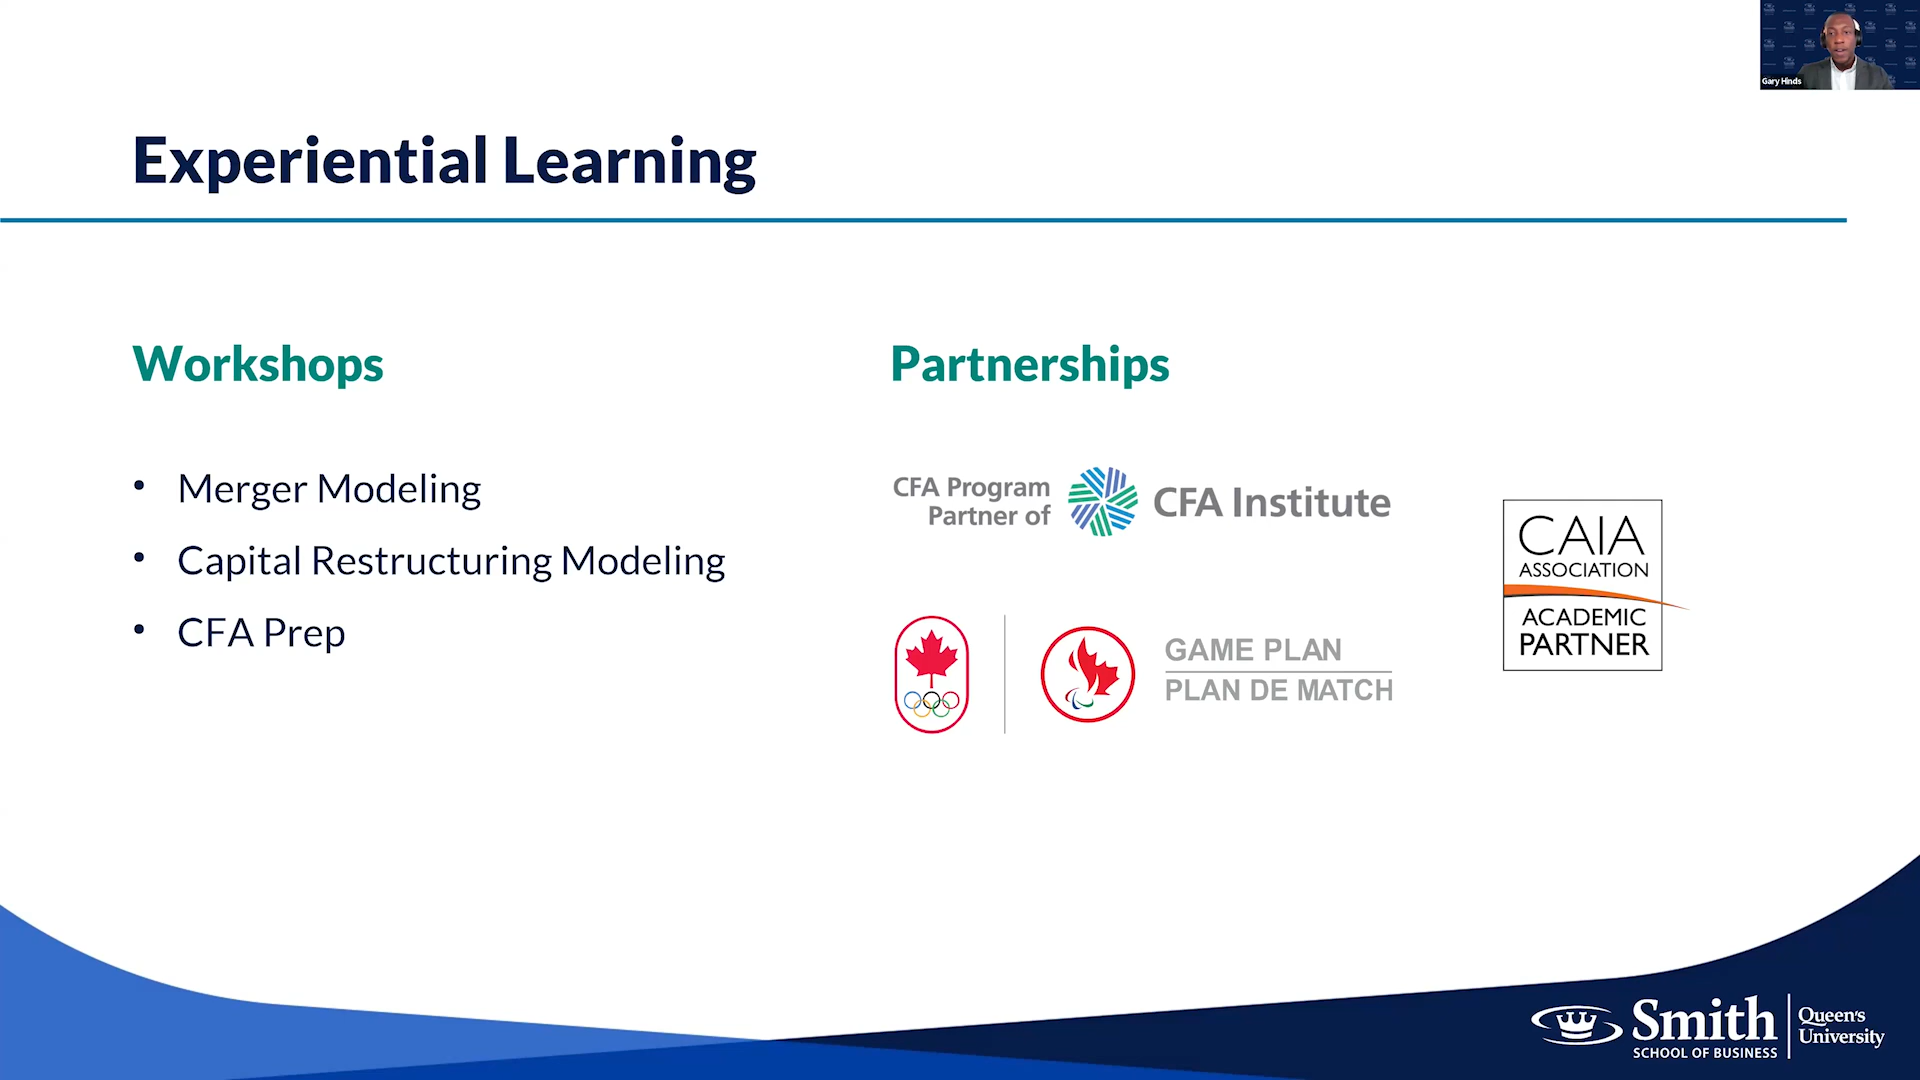 Gary Hinds
Experiential Learning
Workshops
• Merger Modeling
• Capital Restructuring Modeling
• CFA Prep
Partnerships
CFA Program
Partner of
CFA Institute
GAME PLAN
PLAN DE MATCH
CAIA
ASSOCIATION
ACADEMIC
PARTNER
Smith
SCHOOL OF BUSINESS
Queen's
University